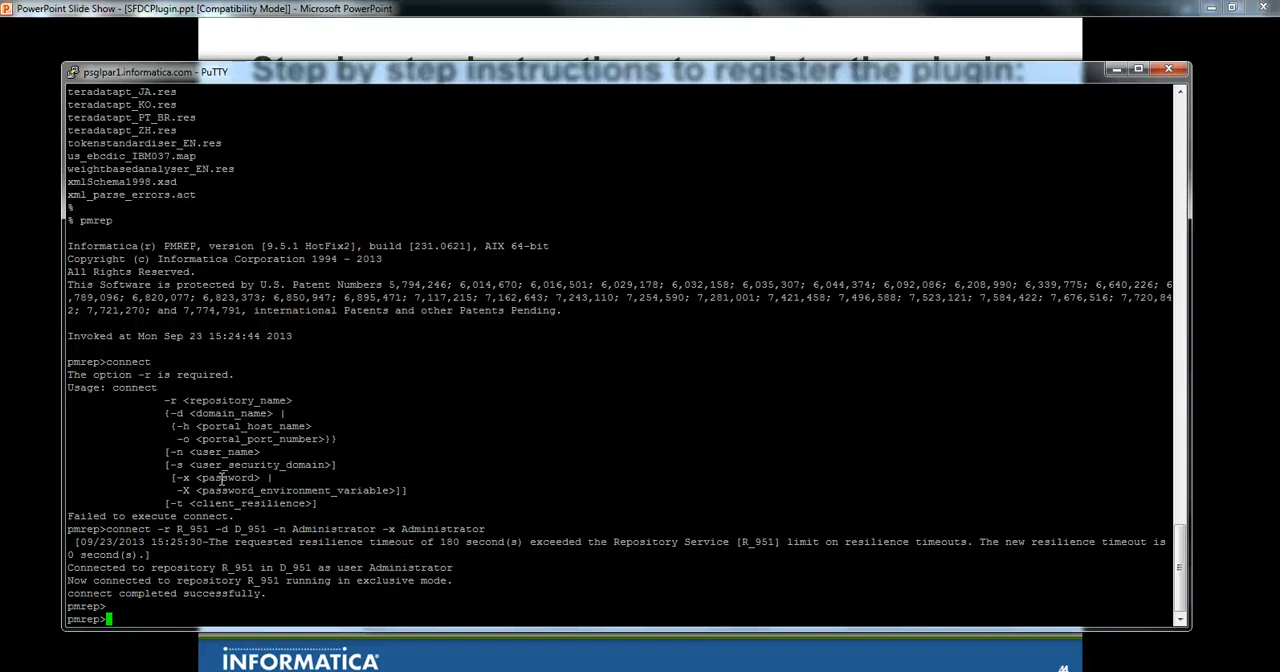 PowerPoint Slide Show - [SFDCPlugin.ppt [Compatibility Mode]] - Microsoft PowerPoint
Step by step instructions to register the plugin:
psglpar1.informatica.com - PuTTY
teradatapt_JA.res
teradatapt_KO.res
teradatapt_PT_BR.res
teradatapt_ZH.res
tokenstandardiser_EN.res
us_ebcdic_IBM037.map
weightbasedanalyser_EN.res
xmlSchema1998.xsd
xml_parse_errors.act
%
% pmrep
Informatica(r) PMREP, version [9.5.1 HotFix2], build [231.0621], AIX 64-bit
Copyright (c) Informatica Corporation 1994 - 2013
All Rights Reserved.
This Software is protected by U.S. Patent Numbers 5,794,246; 6,014,670; 6,016,501; 6,029,178; 6,032,158; 6,035,307; 6,044,374; 6,092,086; 6,208,990; 6,339,775; 6,640,226; 6
,789,096; 6,820,077; 6,823,373; 6,850,947; 6,895,471; 7,117,215; 7,162,643; 7,243,110; 7,254,590; 7,281,001; 7,421,458; 7,496,588; 7,523,121; 7,584,422; 7,676,516; 7,720,84
2; 7,721,270; and 7,774,791, international Patents and other Patents Pending.
Invoked at Mon Sep 23 15:24:44 2013
pmrep>connect
The option -r is required.
Usage: connect
-r <repository_name>
{-d <domain_name> |
{-h <portal_host_name>
-o <portal_port_number>}}
[-n <user_name>
[-s <user_security_domain>]
[-x <password> |
-X <password_environment_variable>]]
[-t <client_resilience>]
Failed to execute connect.
pmrep>connect -r R_951 -d D_951 -n Administrator -x Administrator
[09/23/2013 15:25:30-The requested resilience timeout of 180 second(s) exceeded the Repository Service [R_951] limit on resilience timeouts. The new resilience timeout is
0 second(s).]
Connected to repository R_951 in D_951 as user Administrator
Now connected to repository R_951 running in exclusive mode.
connect completed successfully.
pmrep>
pmrep>
INFORMATICA
44